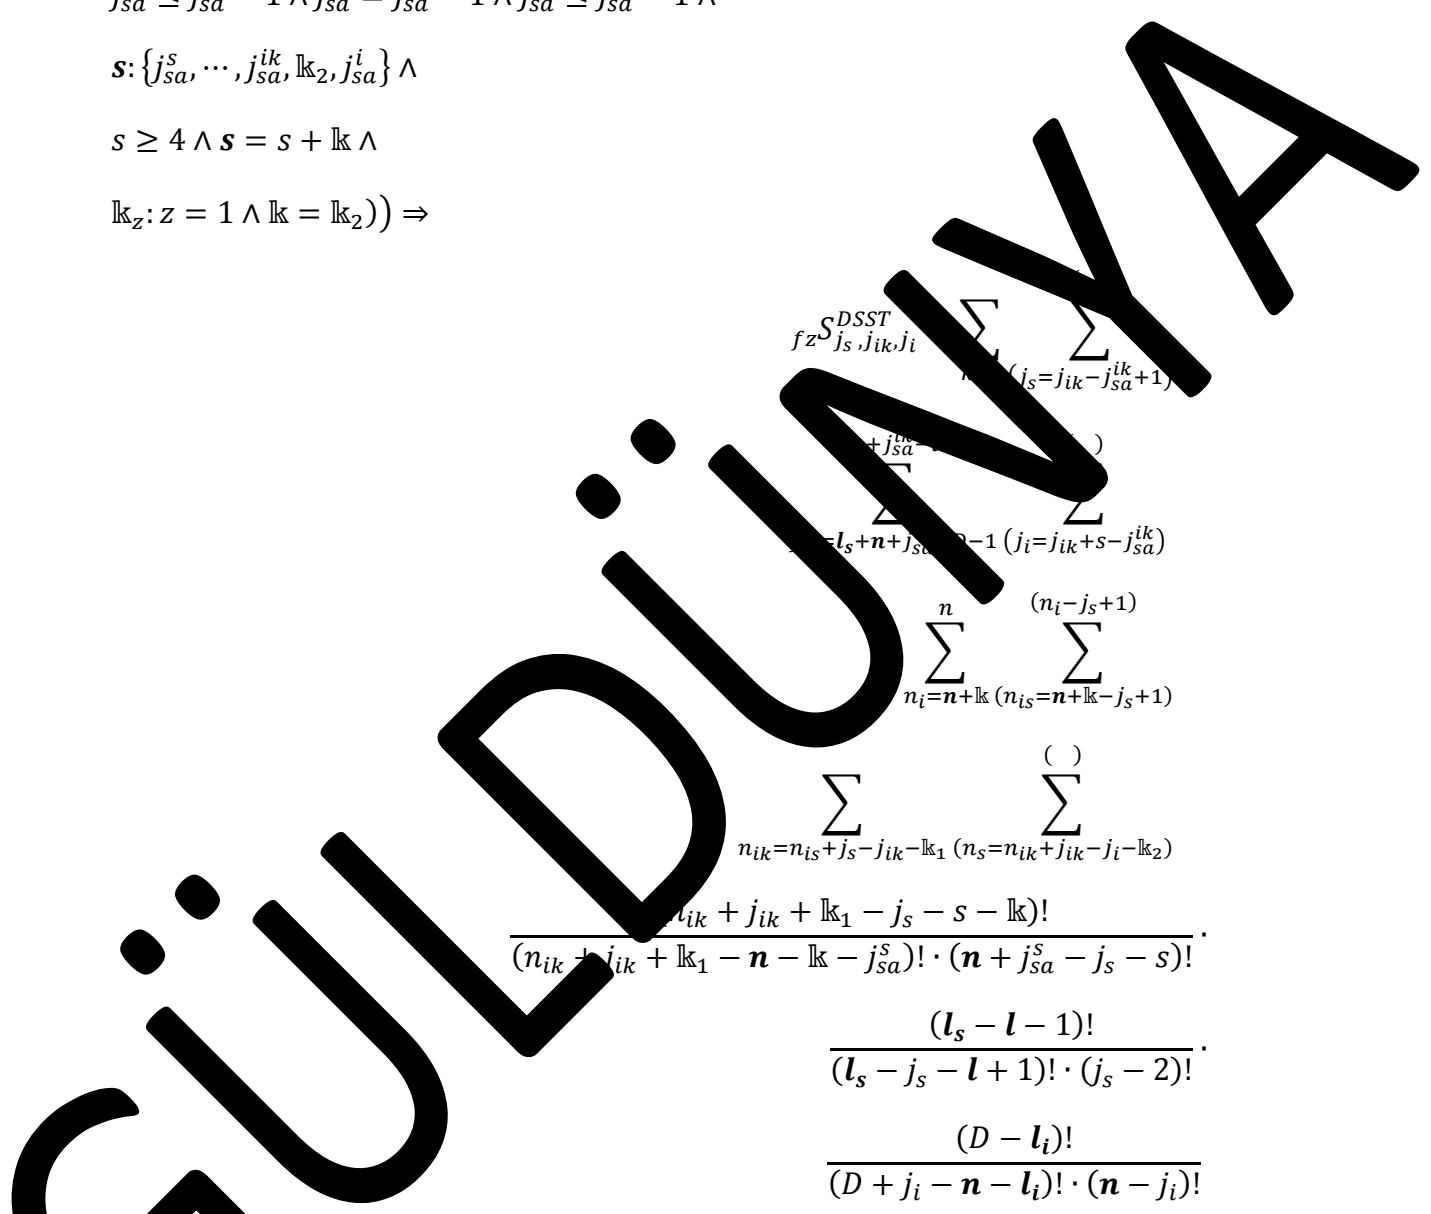 s: {j_{sa}^{s}, ⋯, j_{sa}^{ik}, 𝕜_2, j_{sa}^{i}} ∧
s ≥ 4 ∧ s = s + 𝕜 ∧
𝕜_z: z = 1 ∧ 𝕜 = 𝕜_2)) ⇒
_{fz}S_{j_s, j_{ik}, j_i}^{DSST} ∑ ∑_{(j_s=j_{ik}-j_{sa}^{ik}+1)}
∑ ∑_{(j_i=j_{ik}+s-j_{sa}^{ik})}
∑_{n_i=n+𝕜}^{n} ∑_{(n_{is}=n+𝕜-j_s+1)}^{(n_i-j_s+1)}
∑_{n_{ik}=n_{is}+j_s-j_{ik}-𝕜_1} ∑_{(n_s=n_{ik}+j_{ik}-j_i-𝕜_2)}^{( )}
n_{ik} + j_{ik} + 𝕜_1 - j_s - s - 𝕜)!
(n_{ik} + j_{ik} + 𝕜_1 - n - 𝕜 - j_{sa}^{s})! · (n + j_{sa}^{s} - j_s - s)! ·
(l_s - l - 1)!
(l_s - j_s - l + 1)! · (j_s - 2)! ·
(D - l_i)!
(D + j_i - n - l_i)! · (n - j_i)!
GÜLDÜNYA